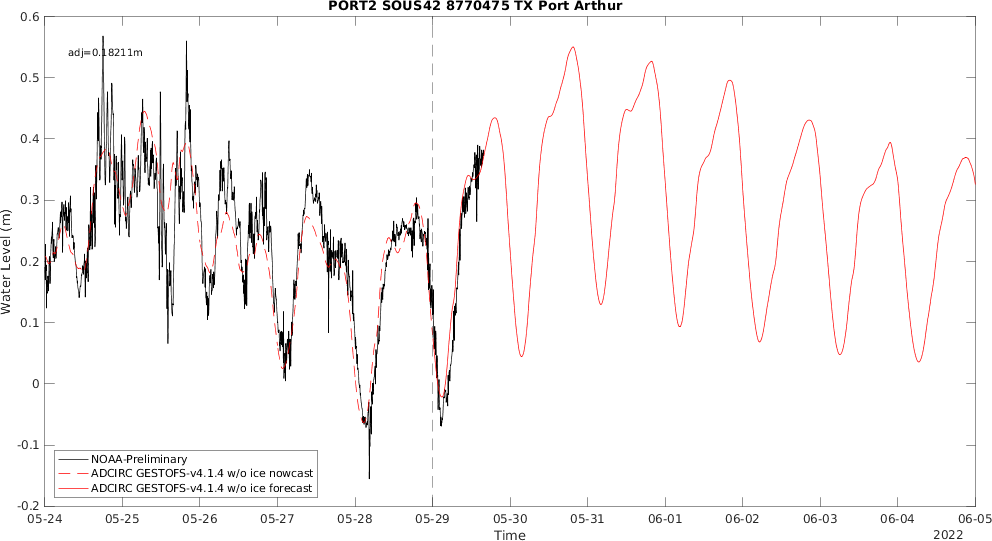 PORT2 SOUS42 8770475 TX Port Arthur
adj=0.18211m
0.6
0.5
0.4
0.3
0.2
0.1
0
-0.1
-0.2
Water Level (m)
NOAA-Preliminary
ADCIRC GESTOFS-v4.1.4 w/o ice nowcast
ADCIRC GESTOFS-v4.1.4 w/o ice forecast
05-24 05-25 05-26 05-27 05-28 05-29 05-30 05-31 06-01 06-02 06-03 06-04 06-05
Time
2022